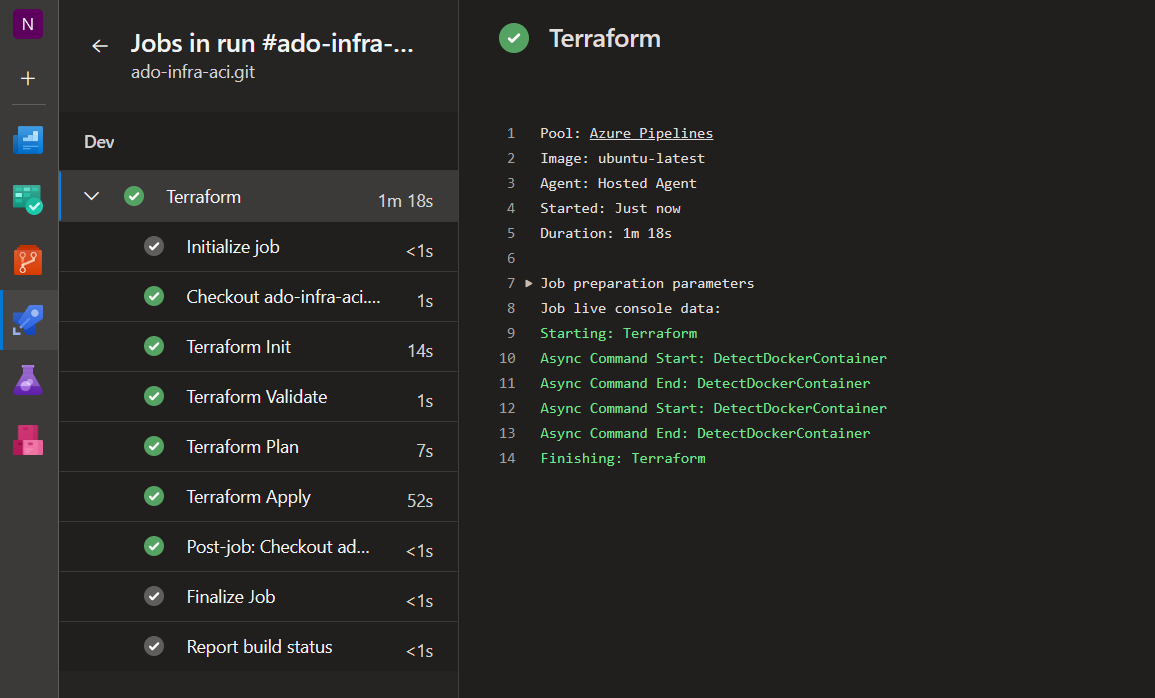 N
Jobs in run #ado-infra-...
ado-infra-aci.git
Dev
Terraform 1m 18s
Initialize job <1s
Checkout ado-infra-aci.... 1s
Terraform Init 14s
Terraform Validate 1s
Terraform Plan 7s
Terraform Apply 52s
Post-job: Checkout ad... <1s
Finalize Job <1s
Report build status <1s
Terraform
1 Pool: Azure Pipelines
2 Image: ubuntu-latest
3 Agent: Hosted Agent
4 Started: Just now
5 Duration: 1m 18s
6
7 Job preparation parameters
8 Job live console data:
9 Starting: Terraform
10 Async Command Start: DetectDockerContainer
11 Async Command End: DetectDockerContainer
12 Async Command Start: DetectDockerContainer
13 Async Command End: DetectDockerContainer
14 Finishing: Terraform